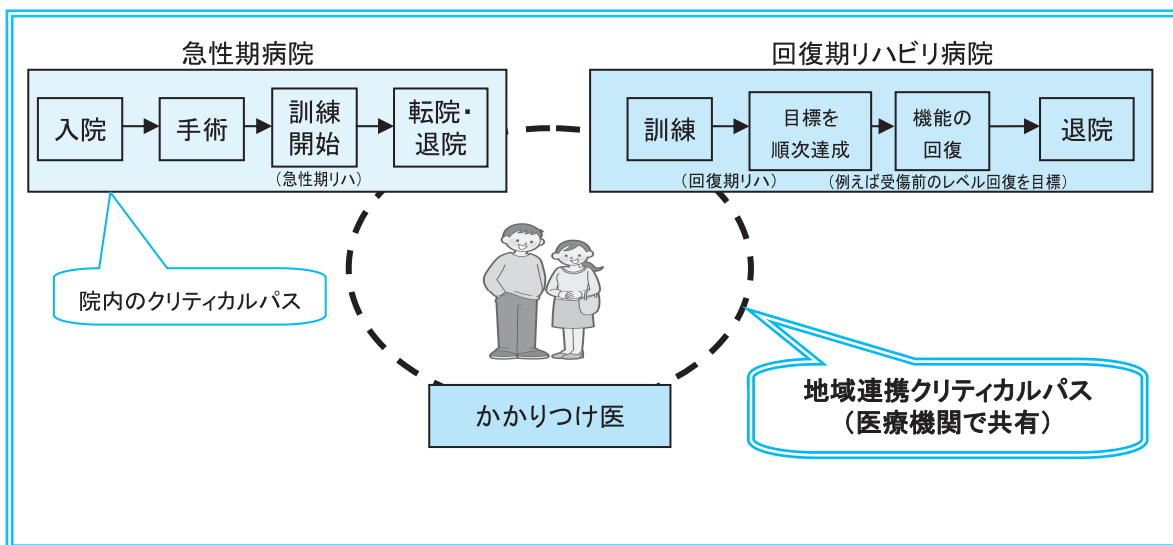 急性期病院
入院
手術
訓練
開始
(急性期リハ)
転院・
退院
院内のクリティカルパス
回復期リハビリ病院
訓練
(回復期リハ)
目標を
順次達成
機能の
回復
(例えば受傷前のレベル回復を目標)
退院
かかりつけ医
地域連携クリティカルパス
(医療機関で共有)